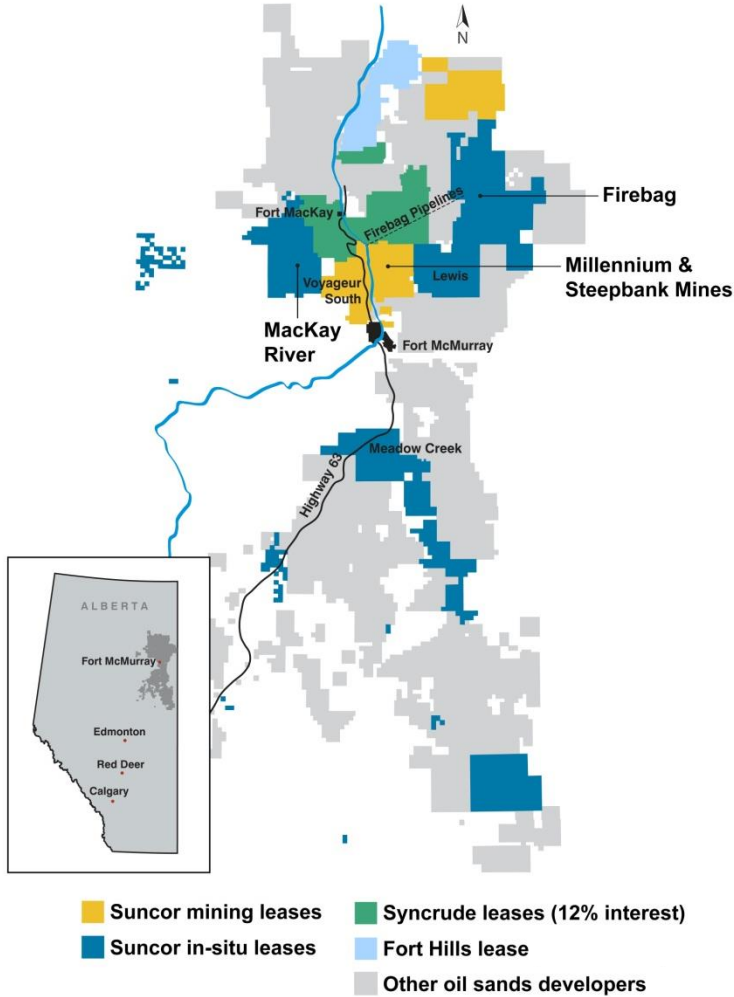 N
Firebag
Fort MacKay
Firebag Pipelines
Millennium &
Steepbank Mines
Lewis
Voyageur
South
MacKay
River
Fort McMurray
Meadow Creek
Highway 63
ALBERTA
Fort McMurray
Edmonton
Red Deer
Calgary
Suncor mining leases
Syncrude leases (12% interest)
Suncor in-situ leases
Fort Hills lease
Other oil sands developers